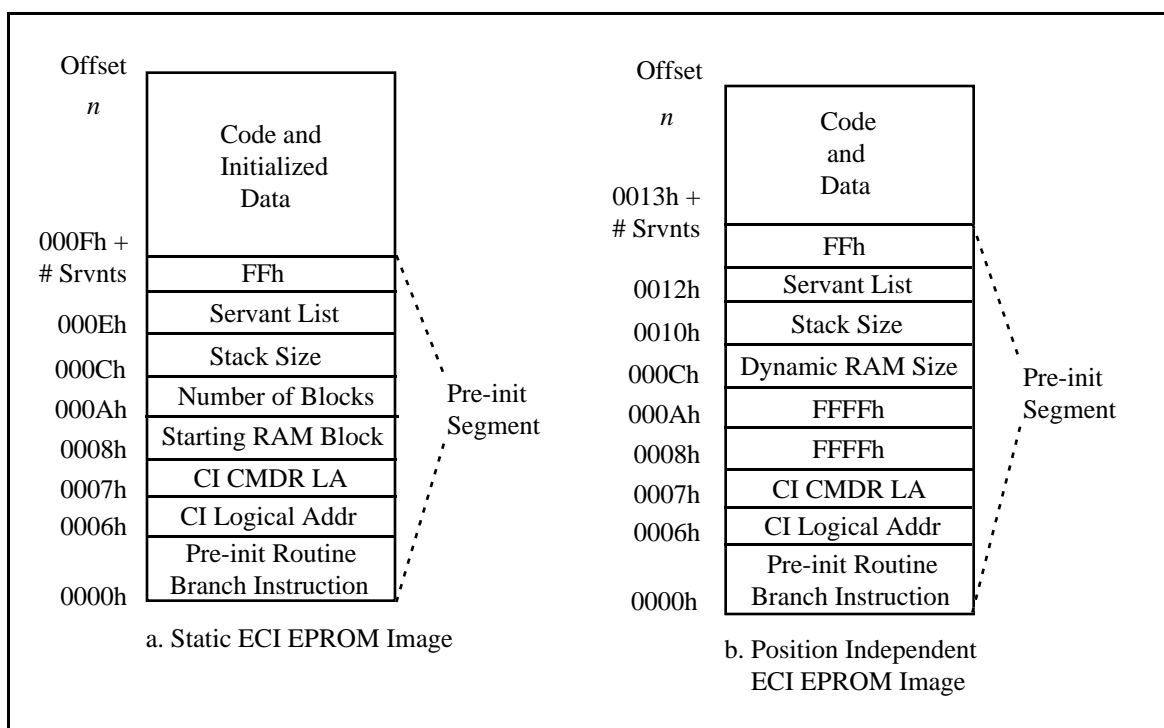 Offset
n
Code and
Initialized
Data
000Fh +
# Srvnts
FFh
Servant List
000Eh
Stack Size
000Ch
Number of Blocks
000Ah
Starting RAM Block
0008h
CI CMDR LA
0007h
CI Logical Addr
0006h
Pre-init Routine
Branch Instruction
0000h
Pre-init
Segment
a. Static ECI EPROM Image
Offset
n
Code
and
Data
0013h +
# Srvnts
FFh
Servant List
0012h
Stack Size
0010h
Dynamic RAM Size
000Ch
FFFFh
000Ah
FFFFh
0008h
CI CMDR LA
0007h
CI Logical Addr
0006h
Pre-init Routine
Branch Instruction
0000h
Pre-init
Segment
b. Position Independent
ECI EPROM Image